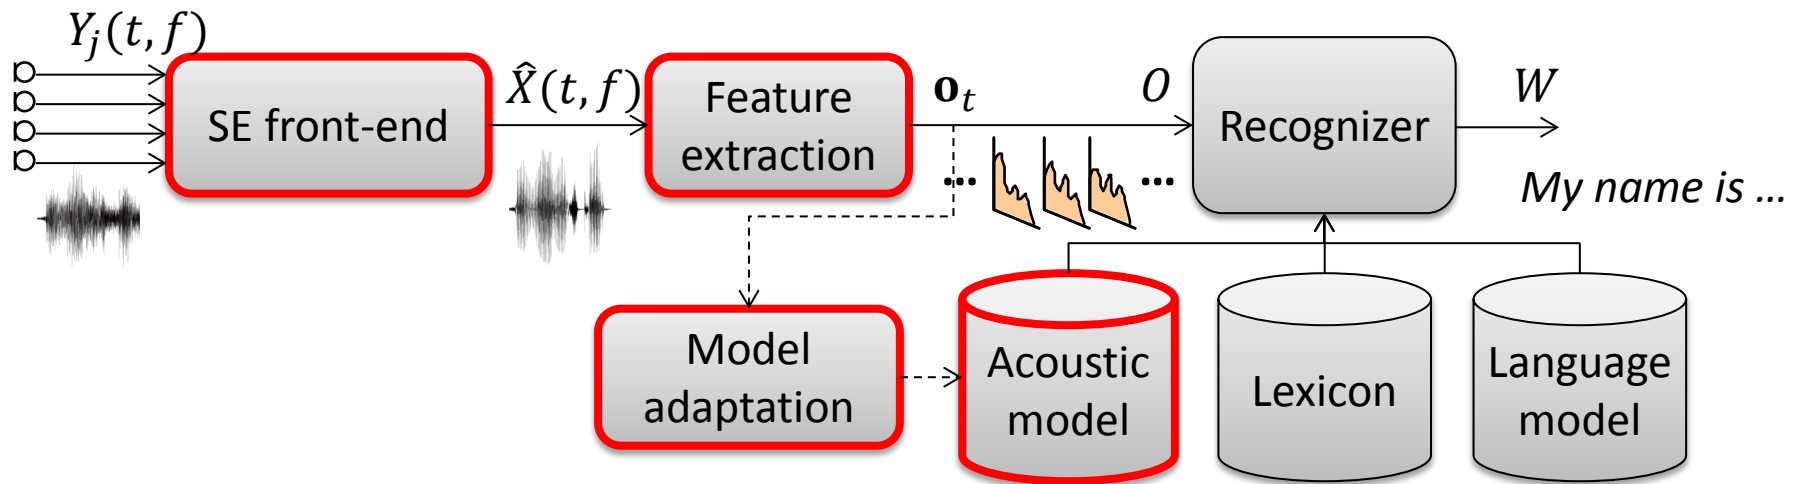 Y_j(t, f)
SE front-end
X̂(t, f)
Feature
extraction
𝐨_t
...
...
O
Recognizer
W
My name is ...
Model
adaptation
Acoustic
model
Lexicon
Language
model